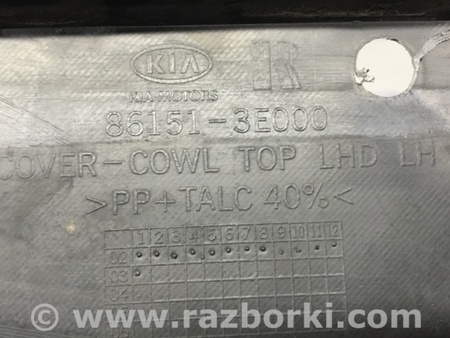 KIA R
KIA MOTORS
86151-3E000
COVER-COWL TOP LHD LH
>PP+TALC 40%<
1 2 3 4 5 6 7 8 9 10 11 12
02
03
04
www.razborki.com